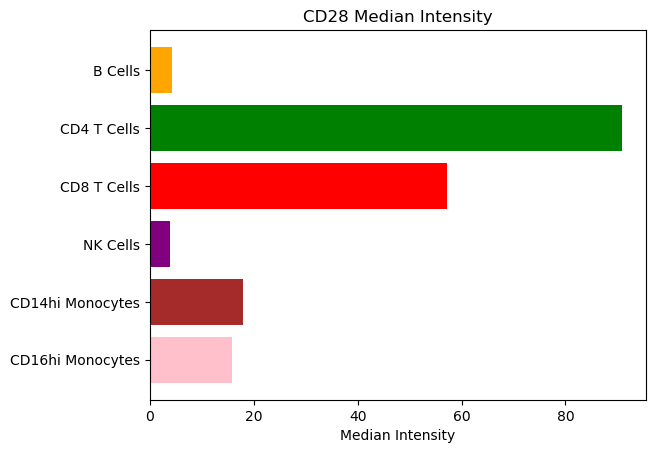 CD28 Median Intensity
B Cells
CD4 T Cells
CD8 T Cells
NK Cells
CD14hi Monocytes
CD16hi Monocytes
0 20 40 60 80
Median Intensity